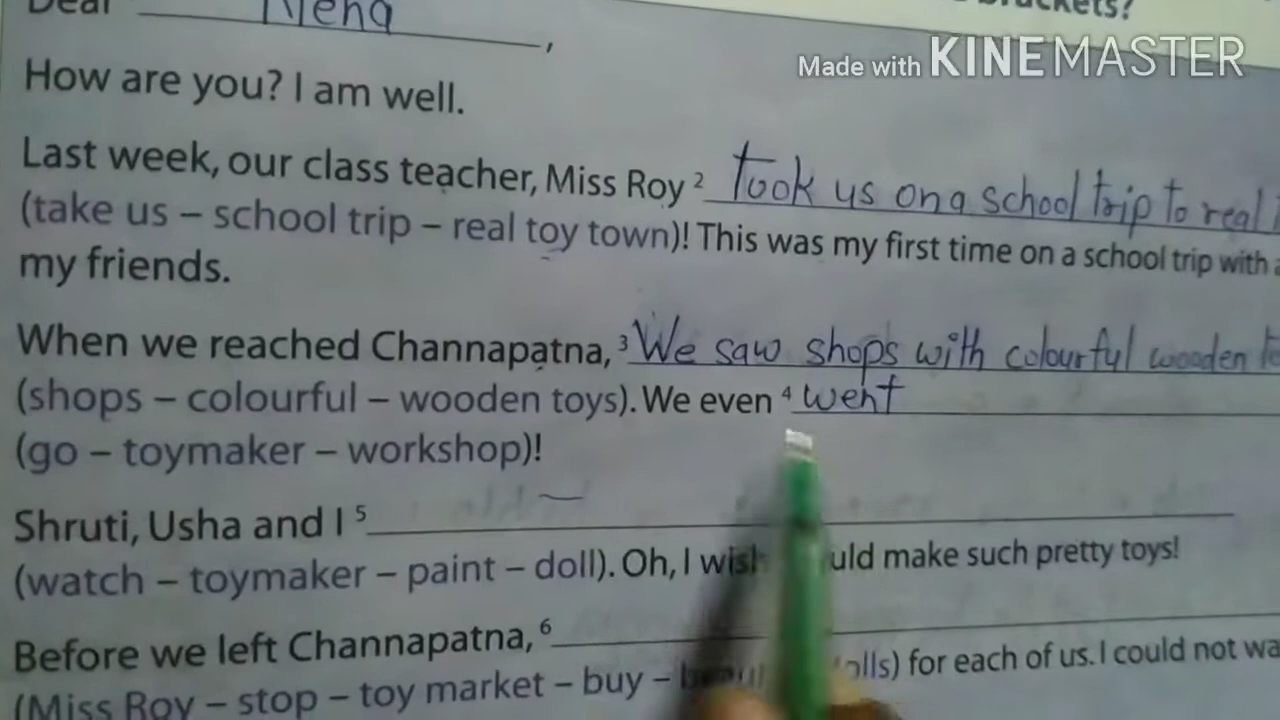 Dear Neha,
brackets?
Made with KINEMASTER
How are you? I am well.
Last week, our class teacher, Miss Roy 2 took us on a school trip to real
(take us – school trip – real toy town)! This was my first time on a school trip with
my friends.
When we reached Channapatna, 3 We saw shops with colourful wooden
(shops – colourful – wooden toys). We even 4 went
(go – toymaker – workshop)!
Shruti, Usha and I 5
(watch – toymaker – paint – doll). Oh, I wish could make such pretty toys!
Before we left Channapatna, 6
(Miss Roy – stop – toy market – buy – dolls) for each of us. I could not